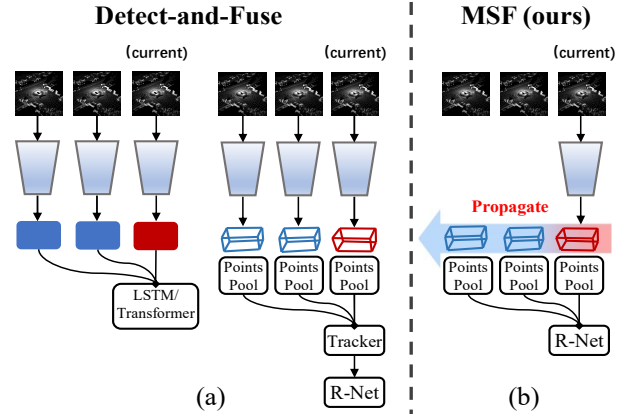 Detect-and-Fuse
MSF (ours)
(current)
(current)
(current)
Propagate
Points
Pool
Points
Pool
Points
Pool
Points
Pool
Points
Pool
Points
Pool
LSTM/
Transformer
Tracker
R-Net
R-Net
(a)
(b)